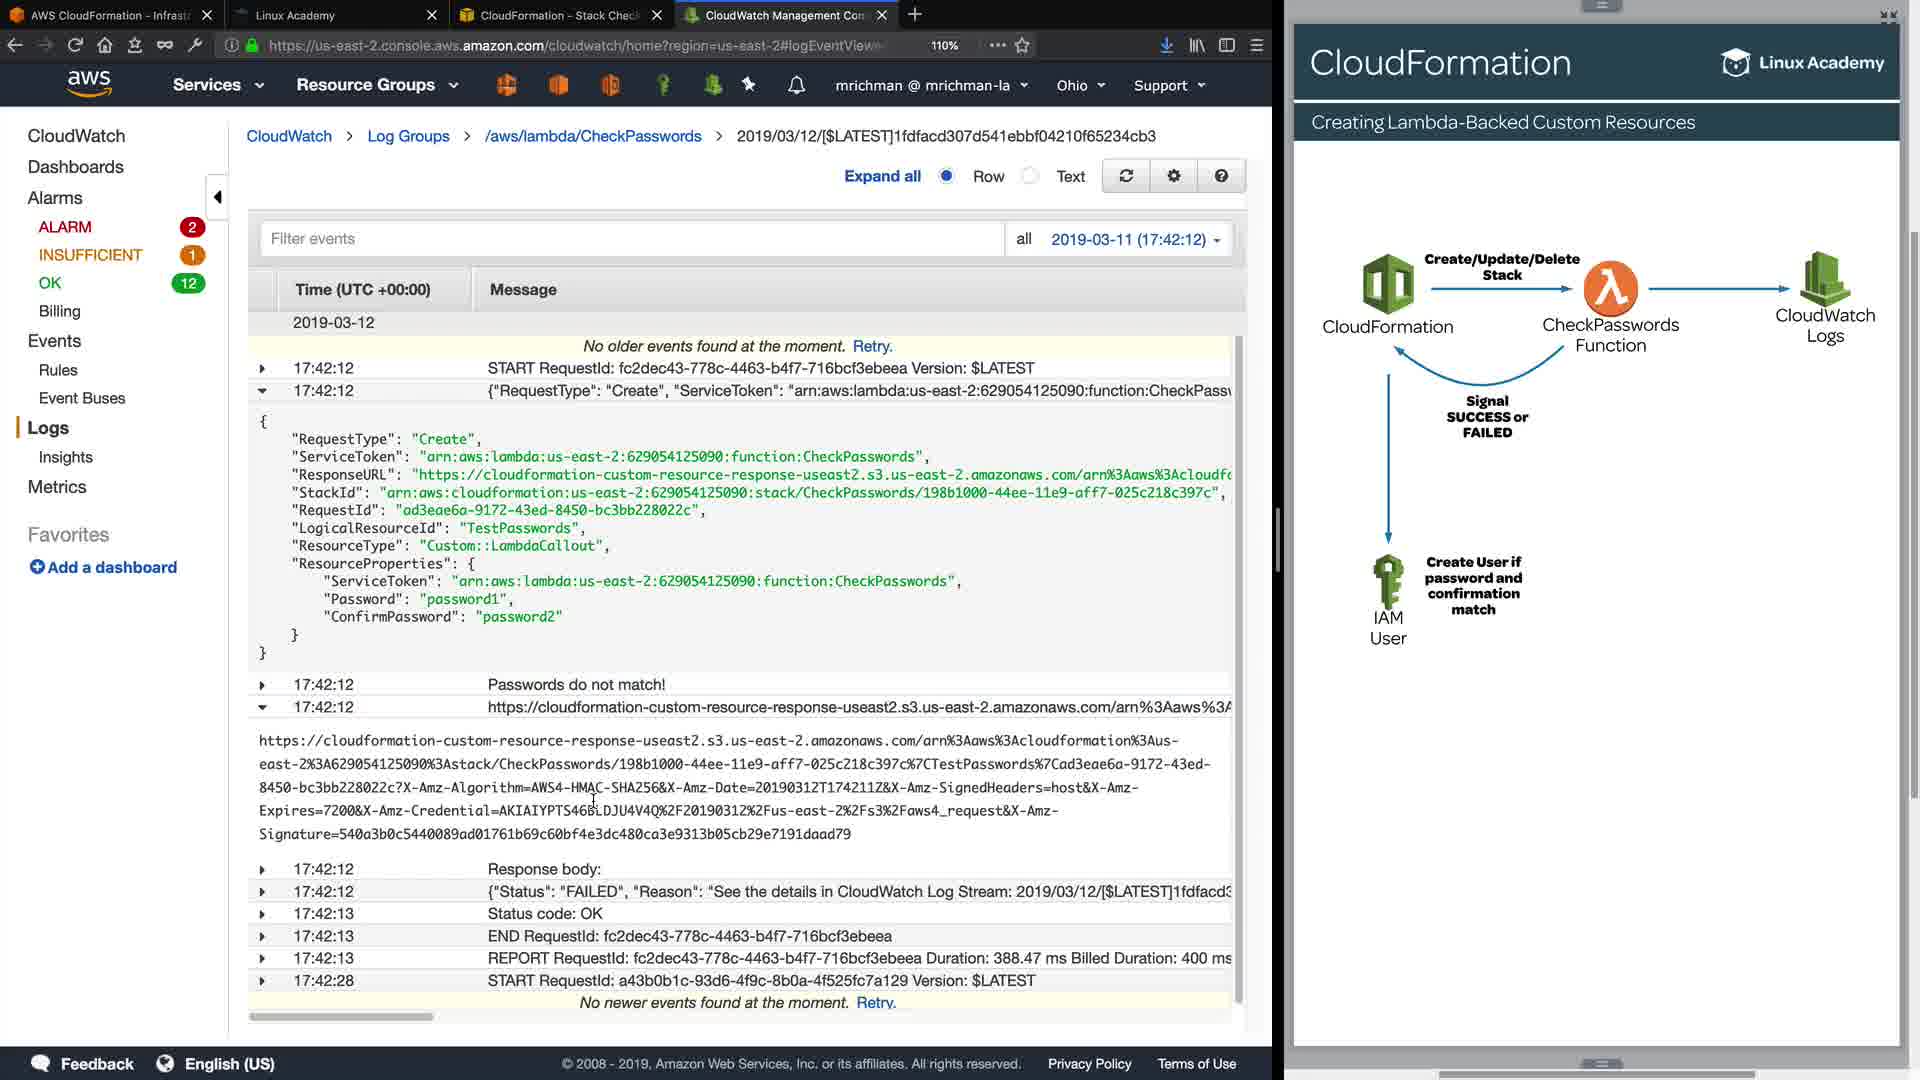 AWS CloudFormation - Infrast
Linux Academy
CloudFormation - Stack Chec
CloudWatch Management Con
https://us-east-2.console.aws.amazon.com/cloudwatch/home?region=us-east-2#logEventViewe
110%
aws
Services
Resource Groups
mrichman @ mrichman-la
Ohio
Support
CloudWatch
Dashboards
Alarms
ALARM 2
INSUFFICIENT 1
OK 12
Billing
Events
Rules
Event Buses
Logs
Insights
Metrics
Favorites
Add a dashboard
CloudWatch > Log Groups > /aws/lambda/CheckPasswords > 2019/03/12/[$LATEST]1fdfacd307d541ebbf04210f65234cb3
Expand all Row Text
Filter events
all 2019-03-11 (17:42:12)
Time (UTC +00:00) Message
2019-03-12
No older events found at the moment. Retry.
17:42:12 START RequestId: fc2dec43-778c-4463-b4f7-716bcf3ebeea Version: $LATEST
17:42:12 {"RequestType": "Create", "ServiceToken": "arn:aws:lambda:us-east-2:629054125090:function:CheckPassw
{
"RequestType": "Create",
"ServiceToken": "arn:aws:lambda:us-east-2:629054125090:function:CheckPasswords",
"ResponseURL": "https://cloudformation-custom-resource-response-useast2.s3.us-east-2.amazonaws.com/arn%3Aaws%3Acloudfo
"StackId": "arn:aws:cloudformation:us-east-2:629054125090:stack/CheckPasswords/198b1000-44ee-11e9-aff7-025c218c397c",
"RequestId": "ad3eae6a-9172-43ed-8450-bc3bb228022c",
"LogicalResourceId": "TestPasswords",
"ResourceType": "Custom::LambdaCallout",
"ResourceProperties": {
"ServiceToken": "arn:aws:lambda:us-east-2:629054125090:function:CheckPasswords",
"Password": "password1",
"ConfirmPassword": "password2"
}
}
17:42:12 Passwords do not match!
17:42:12 https://cloudformation-custom-resource-response-useast2.s3.us-east-2.amazonaws.com/arn%3Aaws%3A
https://cloudformation-custom-resource-response-useast2.s3.us-east-2.amazonaws.com/arn%3Aaws%3Acloudformation%3Aus-
east-2%3A629054125090%3Astack/CheckPasswords/198b1000-44ee-11e9-aff7-025c218c397c%7CTestPasswords%7Cad3eae6a-9172-43ed-
8450-bc3bb228022c?X-Amz-Algorithm=AWS4-HMAC-SHA256&X-Amz-Date=20190312T174211Z&X-Amz-SignedHeaders=host&X-Amz-
Expires=7200&X-Amz-Credential=AKIAIYPTS46BLDJU4V4Q%2F20190312%2Fus-east-2%2Fs3%2Faws4_request&X-Amz-
Signature=540a3b0c5440089ad01761b69c60bf4e3dc480ca3e9313b05cb29e7191daad79
17:42:12 Response body:
17:42:12 {"Status": "FAILED", "Reason": "See the details in CloudWatch Log Stream: 2019/03/12/[$LATEST]1fdfacd3
17:42:13 Status code: OK
17:42:13 END RequestId: fc2dec43-778c-4463-b4f7-716bcf3ebeea
17:42:13 REPORT RequestId: fc2dec43-778c-4463-b4f7-716bcf3ebeea Duration: 388.47 ms Billed Duration: 400 ms
17:42:28 START RequestId: a43b0b1c-93d6-4f9c-8b0a-4f525fc7a129 Version: $LATEST
No newer events found at the moment. Retry.
Feedback
English (US)
© 2008 - 2019, Amazon Web Services, Inc. or its affiliates. All rights reserved.
Privacy Policy
Terms of Use
CloudFormation
Linux Academy
Creating Lambda-Backed Custom Resources
Create/Update/Delete
Stack
CloudFormation
CheckPasswords
Function
CloudWatch
Logs
Signal
SUCCESS or
FAILED
Create User if
password and
confirmation
match
IAM
User